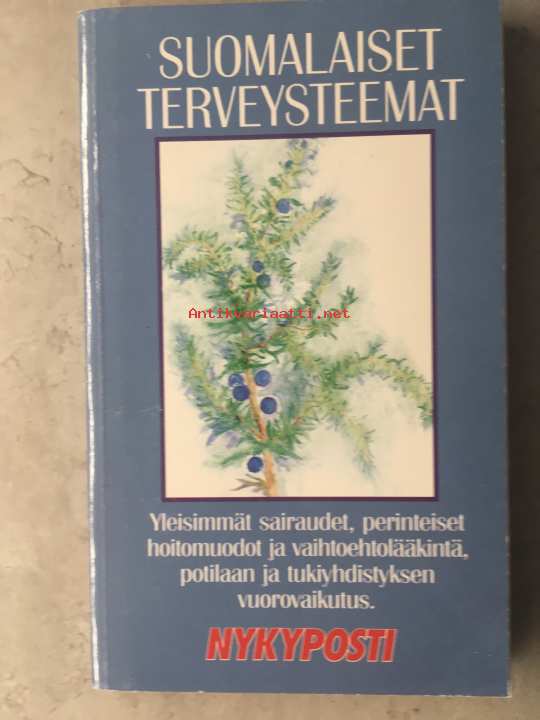 SUOMALAISET
TERVEYSTEEMAT
Antikvariaatti.net
Yleisimmät sairaudet, perinteiset
hoitomuodot ja vaihtoehtolääkintä,
potilaan ja tukiyhdistyksen
vuorovaikutus.
NYKYPOSTI